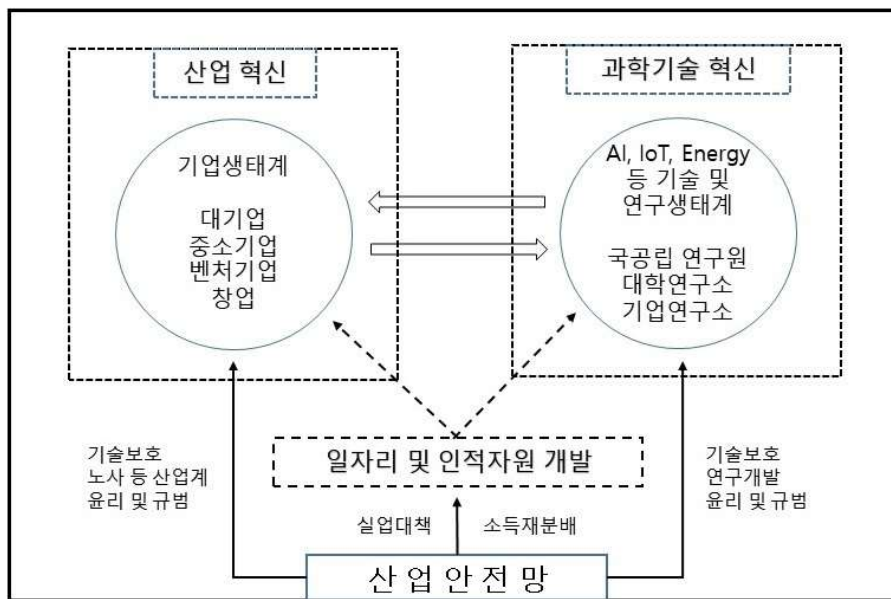 산업 혁신
과학기술 혁신
기업생태계
대기업
중소기업
벤처기업
창업
AI, IoT, Energy
등 기술 및
연구생태계
국공립 연구원
대학연구소
기업연구소
일자리 및 인적자원 개발
기술보호
노사 등 산업계
윤리 및 규범
기술보호
연구개발
윤리 및 규범
실업대책
소득재분배
산 업 안 전 망